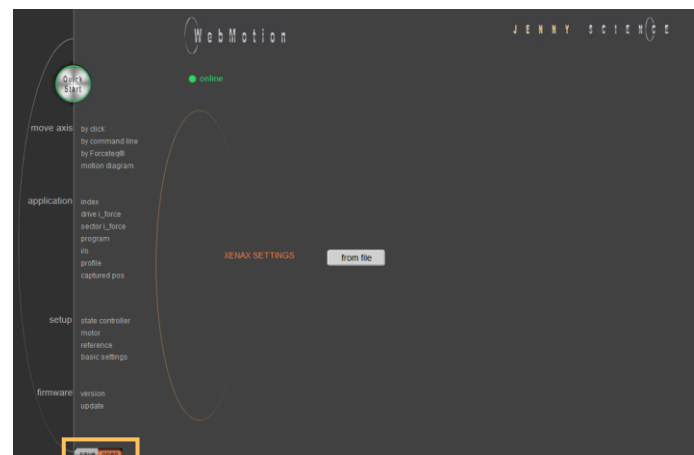 WebMotion
JENNY SCIENCE
Quick
Start
online
move axis
by click
by command line
by Forceteq®
motion diagram
application
index
drive i_force
sector i_force
program
i/o
profile
captured pos
XENAX SETTINGS
from file
setup
state controller
motor
reference
basic settings
firmware
version
update